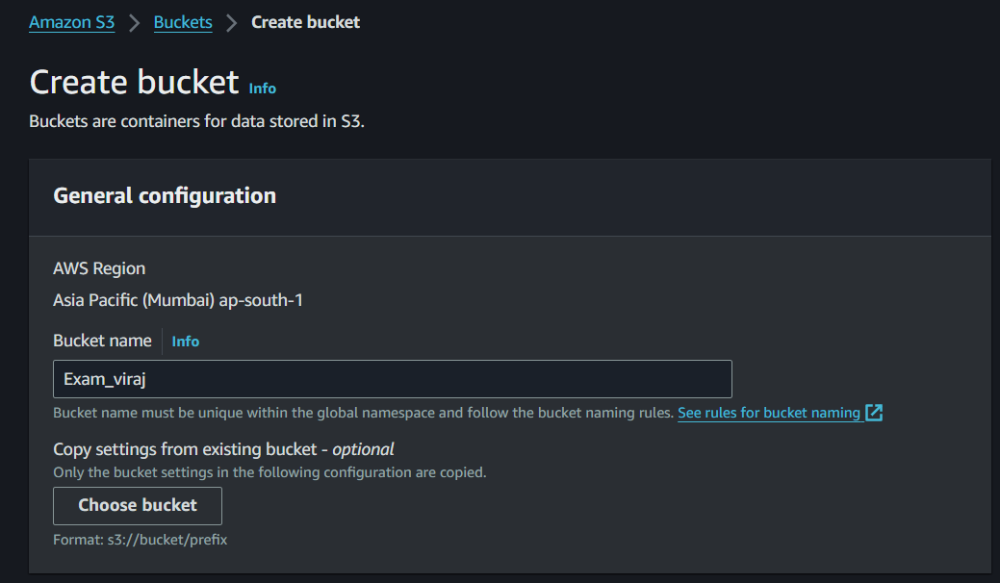 Amazon S3 > Buckets > Create bucket
Create bucket Info
Buckets are containers for data stored in S3.
General configuration
AWS Region
Asia Pacific (Mumbai) ap-south-1
Bucket name Info
Exam_viraj
Bucket name must be unique within the global namespace and follow the bucket naming rules. See rules for bucket naming
Copy settings from existing bucket - optional
Only the bucket settings in the following configuration are copied.
Choose bucket
Format: s3://bucket/prefix